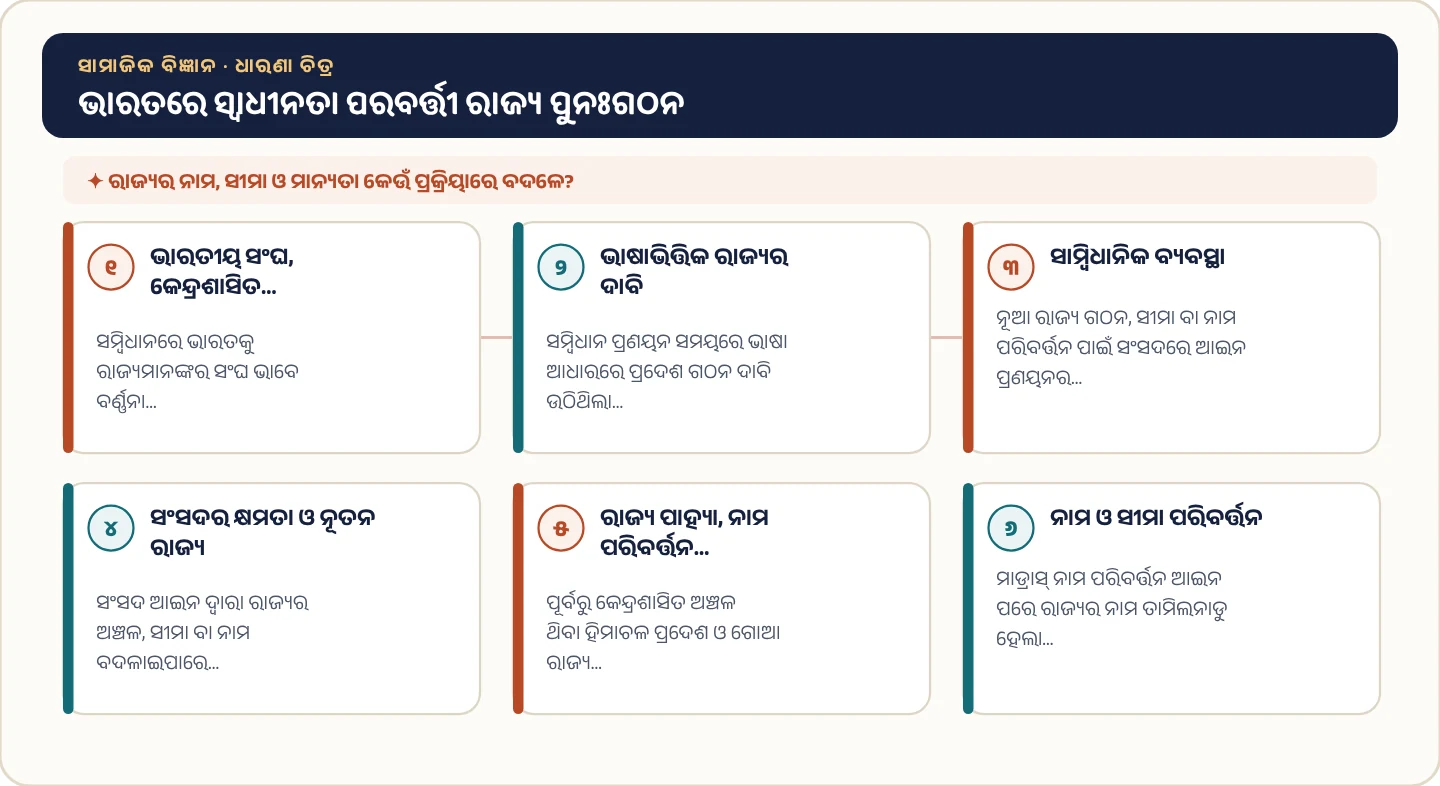 ସାମାଜିକ ବିଜ୍ଞାନ · ଧାରଣା ଚିତ୍ର
ଭାରତରେ ସ୍ୱାଧୀନତା ପରବର୍ତ୍ତୀ ରାଜ୍ୟ ପୁନଃଗଠନ
✦ ରାଜ୍ୟର ନାମ, ସୀମା ଓ ମାନ୍ୟତା କେଉଁ ପ୍ରକ୍ରିୟାରେ ବଦଳେ?
୧
ଭାରତୀୟ ସଂଘ,
କେନ୍ଦ୍ରଶାସିତ...
ସମ୍ବିଧାନରେ ଭାରତକୁ
ରାଜ୍ୟମାନଙ୍କର ସଂଘ ଭାବେ
ବର୍ଣ୍ଣନା...
୨
ଭାଷାଭିତ୍ତିକ ରାଜ୍ୟର
ଦାବି
ସମ୍ବିଧାନ ପ୍ରଣୟନ ସମୟରେ ଭାଷା
ଆଧାରରେ ପ୍ରଦେଶ ଗଠନ ଦାବି
ଉଠିଥିଲା...
୩
ସାମ୍ବିଧାନିକ ବ୍ୟବସ୍ଥା
ନୂଆ ରାଜ୍ୟ ଗଠନ, ସୀମା ବା ନାମ
ପରିବର୍ତ୍ତନ ପାଇଁ ସଂସଦରେ ଆଇନ
ପ୍ରଣୟନର...
୪
ସଂସଦର କ୍ଷମତା ଓ ନୂତନ
ରାଜ୍ୟ
ସଂସଦ ଆଇନ ଦ୍ୱାରା ରାଜ୍ୟର
ଅଞ୍ଚଳ, ସୀମା ବା ନାମ
ବଦଳାଇପାରେ...
୫
ରାଜ୍ୟ ପାହ୍ୟା, ନାମ
ପରିବର୍ତ୍ତନ...
ପୂର୍ବରୁ କେନ୍ଦ୍ରଶାସିତ ଅଞ୍ଚଳ
ଥିବା ହିମାଚଳ ପ୍ରଦେଶ ଓ ଗୋଆ
ରାଜ୍ୟ...
୬
ନାମ ଓ ସୀମା ପରିବର୍ତ୍ତନ
ମାଡ୍ରାସ୍ ନାମ ପରିବର୍ତ୍ତନ ଆଇନ
ପରେ ରାଜ୍ୟର ନାମ ତାମିଲନାଡୁ
ହେଲା...